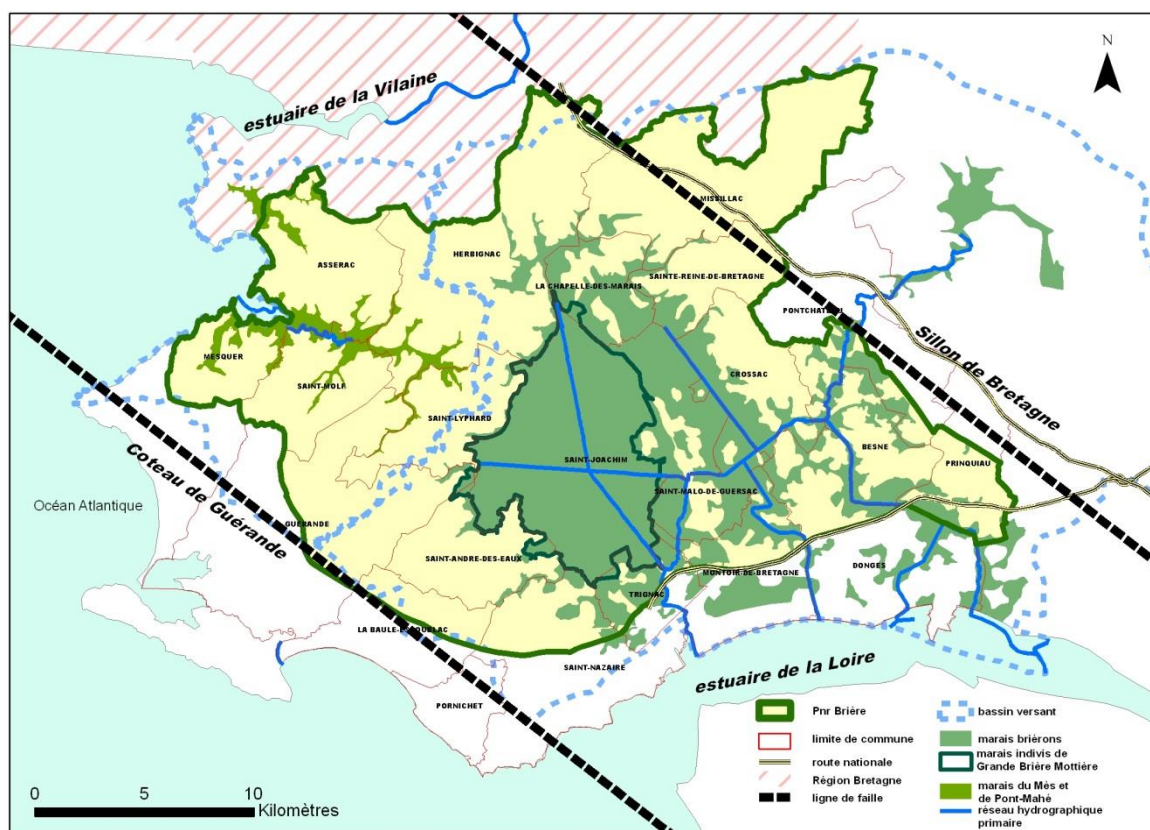 N
estuaire de la Vilaine
MISSILLAC
HERBIGNAC
ASSERAC
SAINTE-REINE-DE-BRETAGNE
LA CHAPELLE-DES-MARAIS
PONTCHATEAU
Sillon de Bretagne
MESQUER
CROSSAC
SAINT-MOLF
SAINT-LYPHARD
BESNE
SAINT-JOACHIM
PRINQUIAU
Coteau de Guérande
SAINT-MALO-DE-GUERSAC
Océan Atlantique
GUÉRANDE
SAINT-ANDRE-DES-EAUX
DONGES
MONTOIR-DE-BRETAGNE
TRIGNAC
LA BAULE-ESCOUBLAC
SAINT-NAZAIRE
estuaire de la Loire
PORNICHET
Pnr Brière
limite de commune
route nationale
Région Bretagne
ligne de faille
bassin versant
marais briérons
marais indivis de
Grande Brière Mottière
marais du Mès et
de Pont-Mahé
réseau hydrographique
primaire
0 5 10
Kilomètres